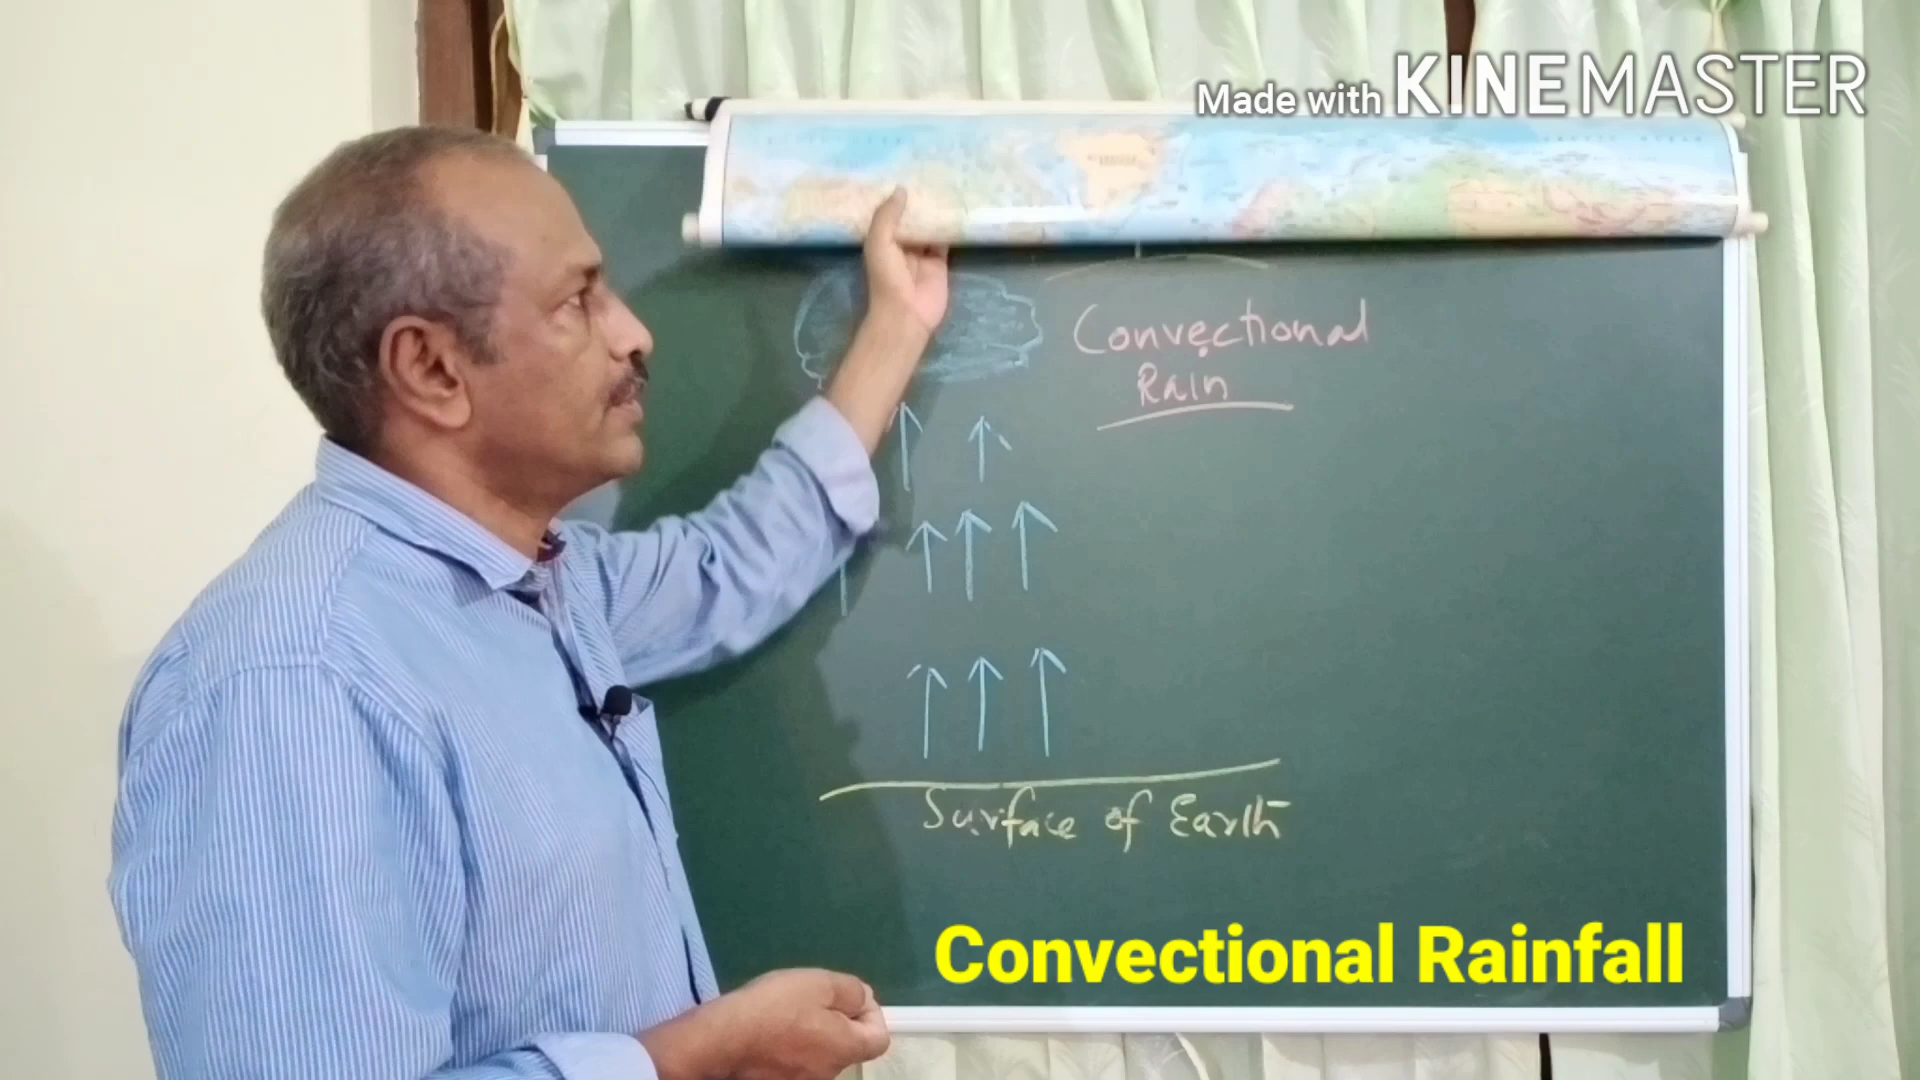 Made with KINEMASTER
Convectional
Rain
Surface of Earth
Convectional Rainfall